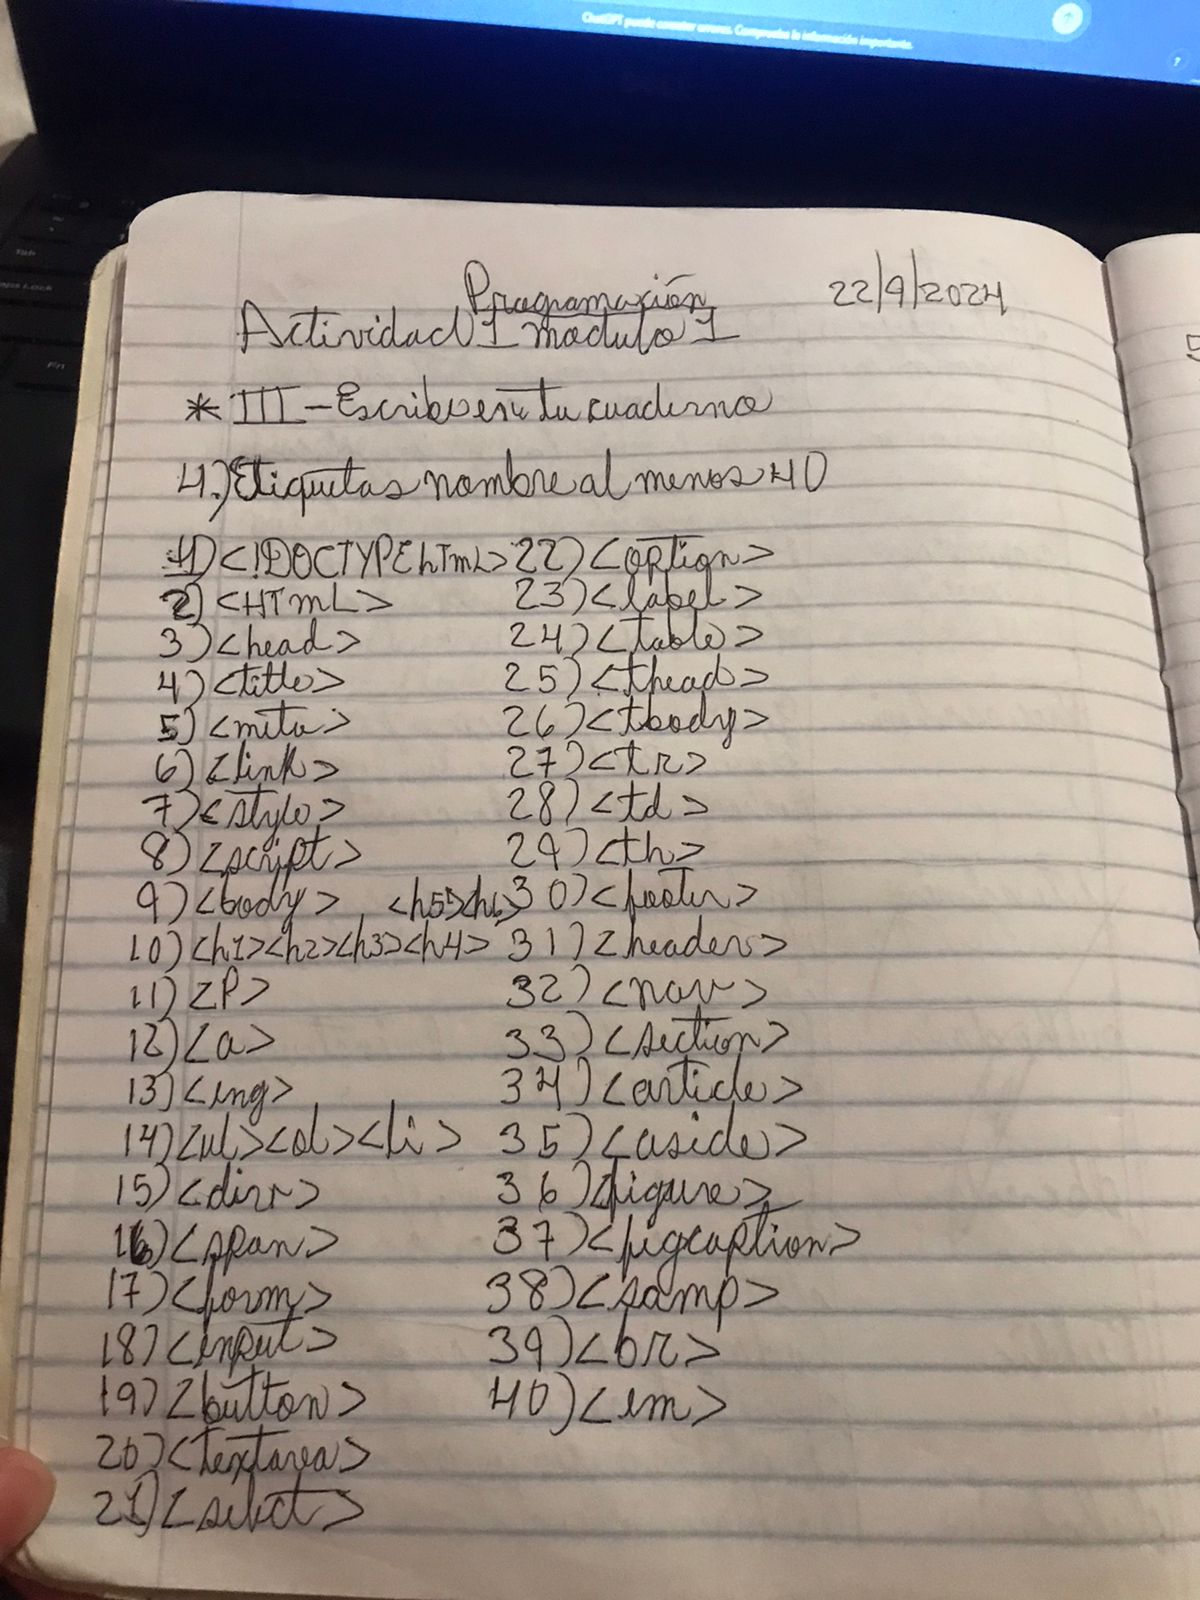 ChatGPT puede cometer errores. Comprueba la información importante.
?
Programación
22/9/2024
Actividad 1 modulo 1
* III - Escribe en tu cuaderno
4.) Etiquetas nombre al menos 40
1) <!DOCTYPE hTmL>
2) <HTmL>
3) <head>
4) <title>
5) <meta>
6) <link>
7) <style>
8) <script>
9) <body> <h5><h6>
10) <h1><h2><h3><h4>
11) <P>
12) <a>
13) <img>
14) <ul><ol><li>
15) <div>
16) <span>
17) <form>
18) <input>
19) <button>
20) <textarea>
21) <select>
22) <option>
23) <label>
24) <table>
25) <thead>
26) <tbody>
27) <tr>
28) <td>
29) <th>
30) <footer>
31) <header>
32) <nav>
33) <section>
34) <article>
35) <aside>
36) <figure>
37) <figcaption>
38) <samp>
39) <br>
40) <em>